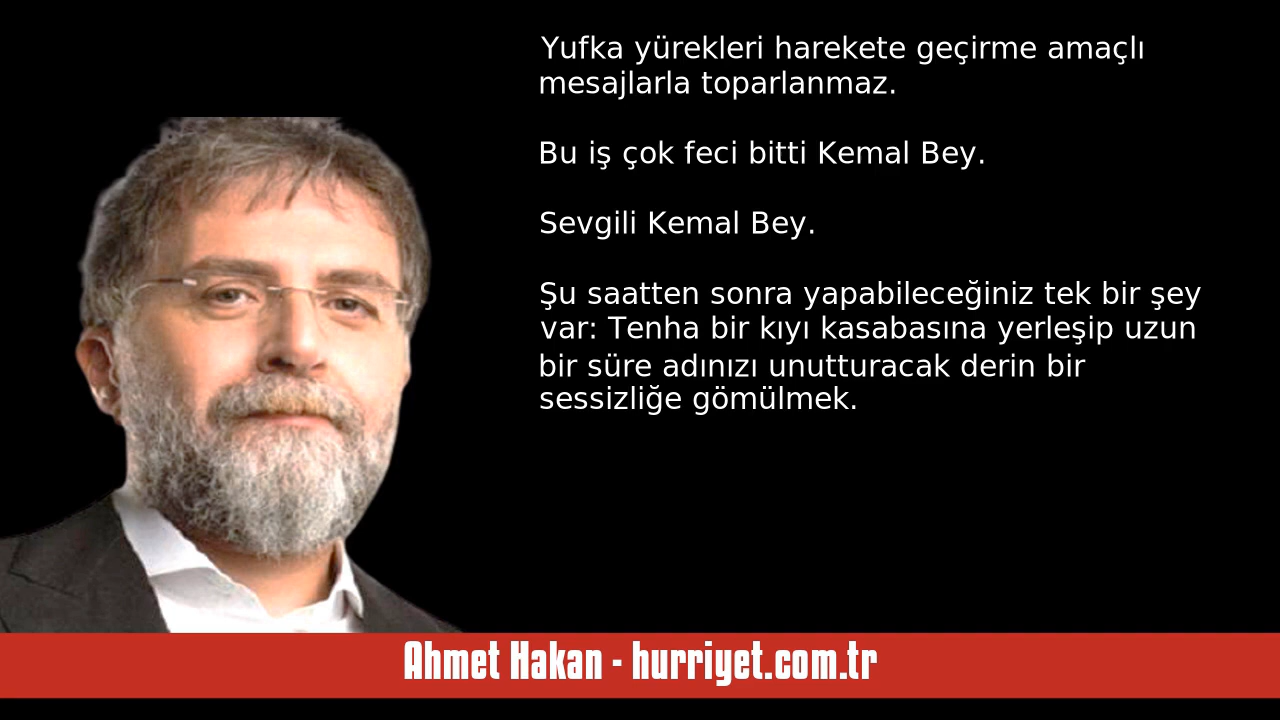 Yufka yürekleri harekete geçirme amaçlı
mesajlarla toparlanmaz.
Bu iş çok feci bitti Kemal Bey.
Sevgili Kemal Bey.
Şu saatten sonra yapabileceğiniz tek bir şey
var: Tenha bir kıyı kasabasına yerleşip uzun
bir süre adınızı unutturacak derin bir
sessizliğe gömülmek.
Ahmet Hakan - hurriyet.com.tr